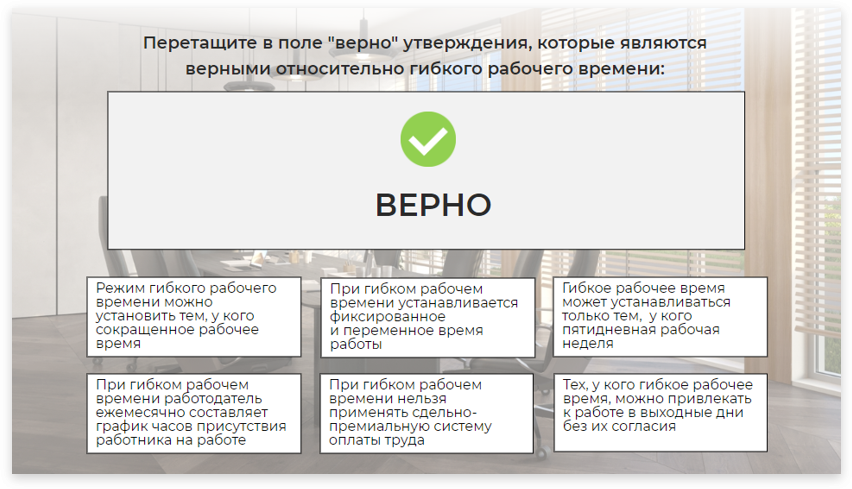 Перетащите в поле "верно" утверждения, которые являются
верными относительно гибкого рабочего времени:
ВЕРНО
Режим гибкого рабочего
времени можно
установить тем, у кого
сокращенное рабочее
время
При гибком рабочем
времени устанавливается
фиксированное
и переменное время
работы
Гибкое рабочее время
может устанавливаться
только тем, у кого
пятидневная рабочая
неделя
При гибком рабочем
времени работодатель
ежемесячно составляет
график часов присутствия
работника на работе
При гибком рабочем
времени нельзя
применять сдельно-
премиальную систему
оплаты труда
Тех, у кого гибкое рабочее
время, можно привлекать
к работе в выходные дни
без их согласия